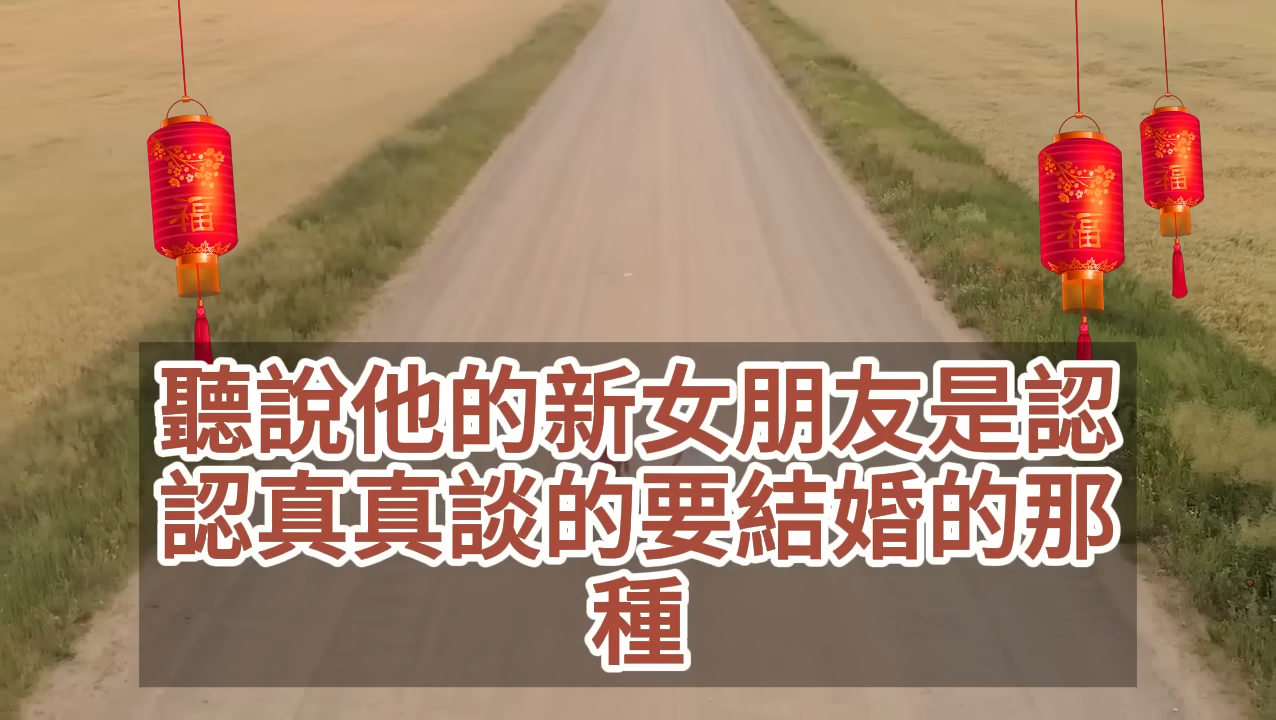 福
福
福
聽說他的新女朋友是認
認真真談的要結婚的那
種